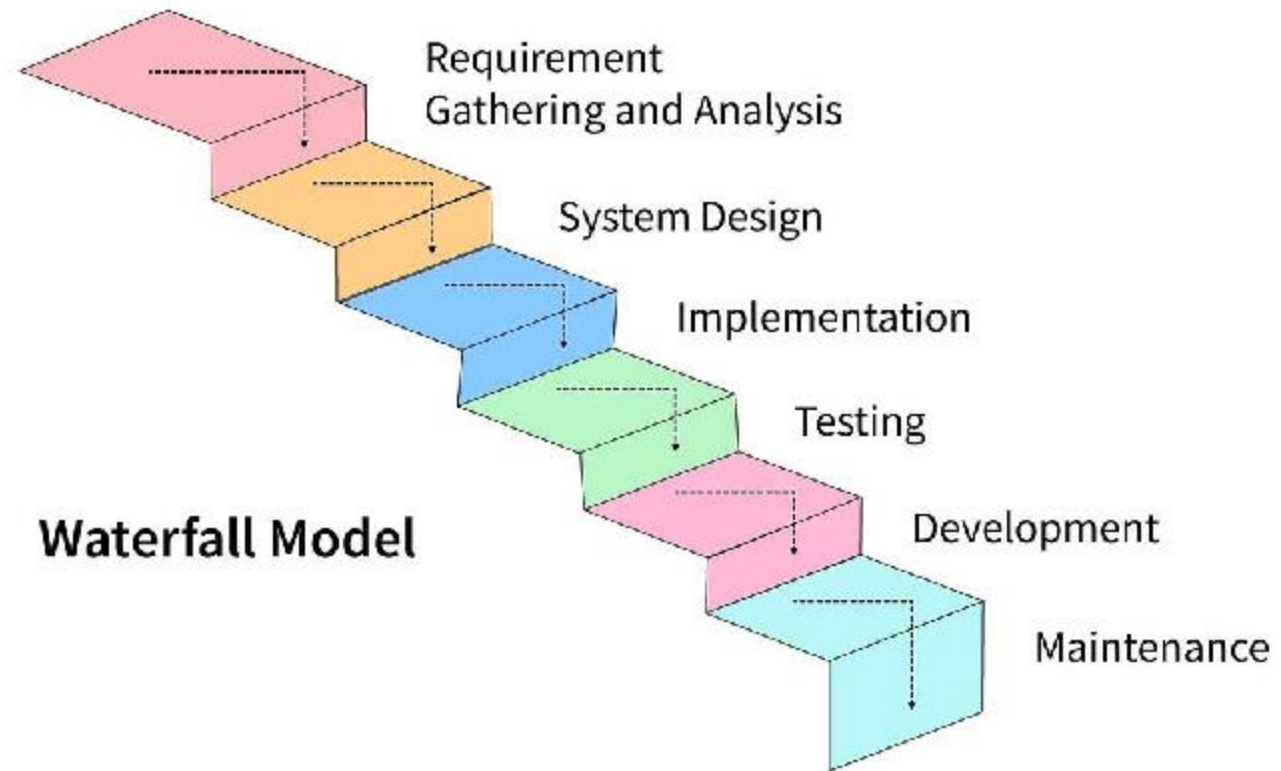 Requirement
Gathering and Analysis
System Design
Implementation
Testing
Waterfall Model
Development
Maintenance